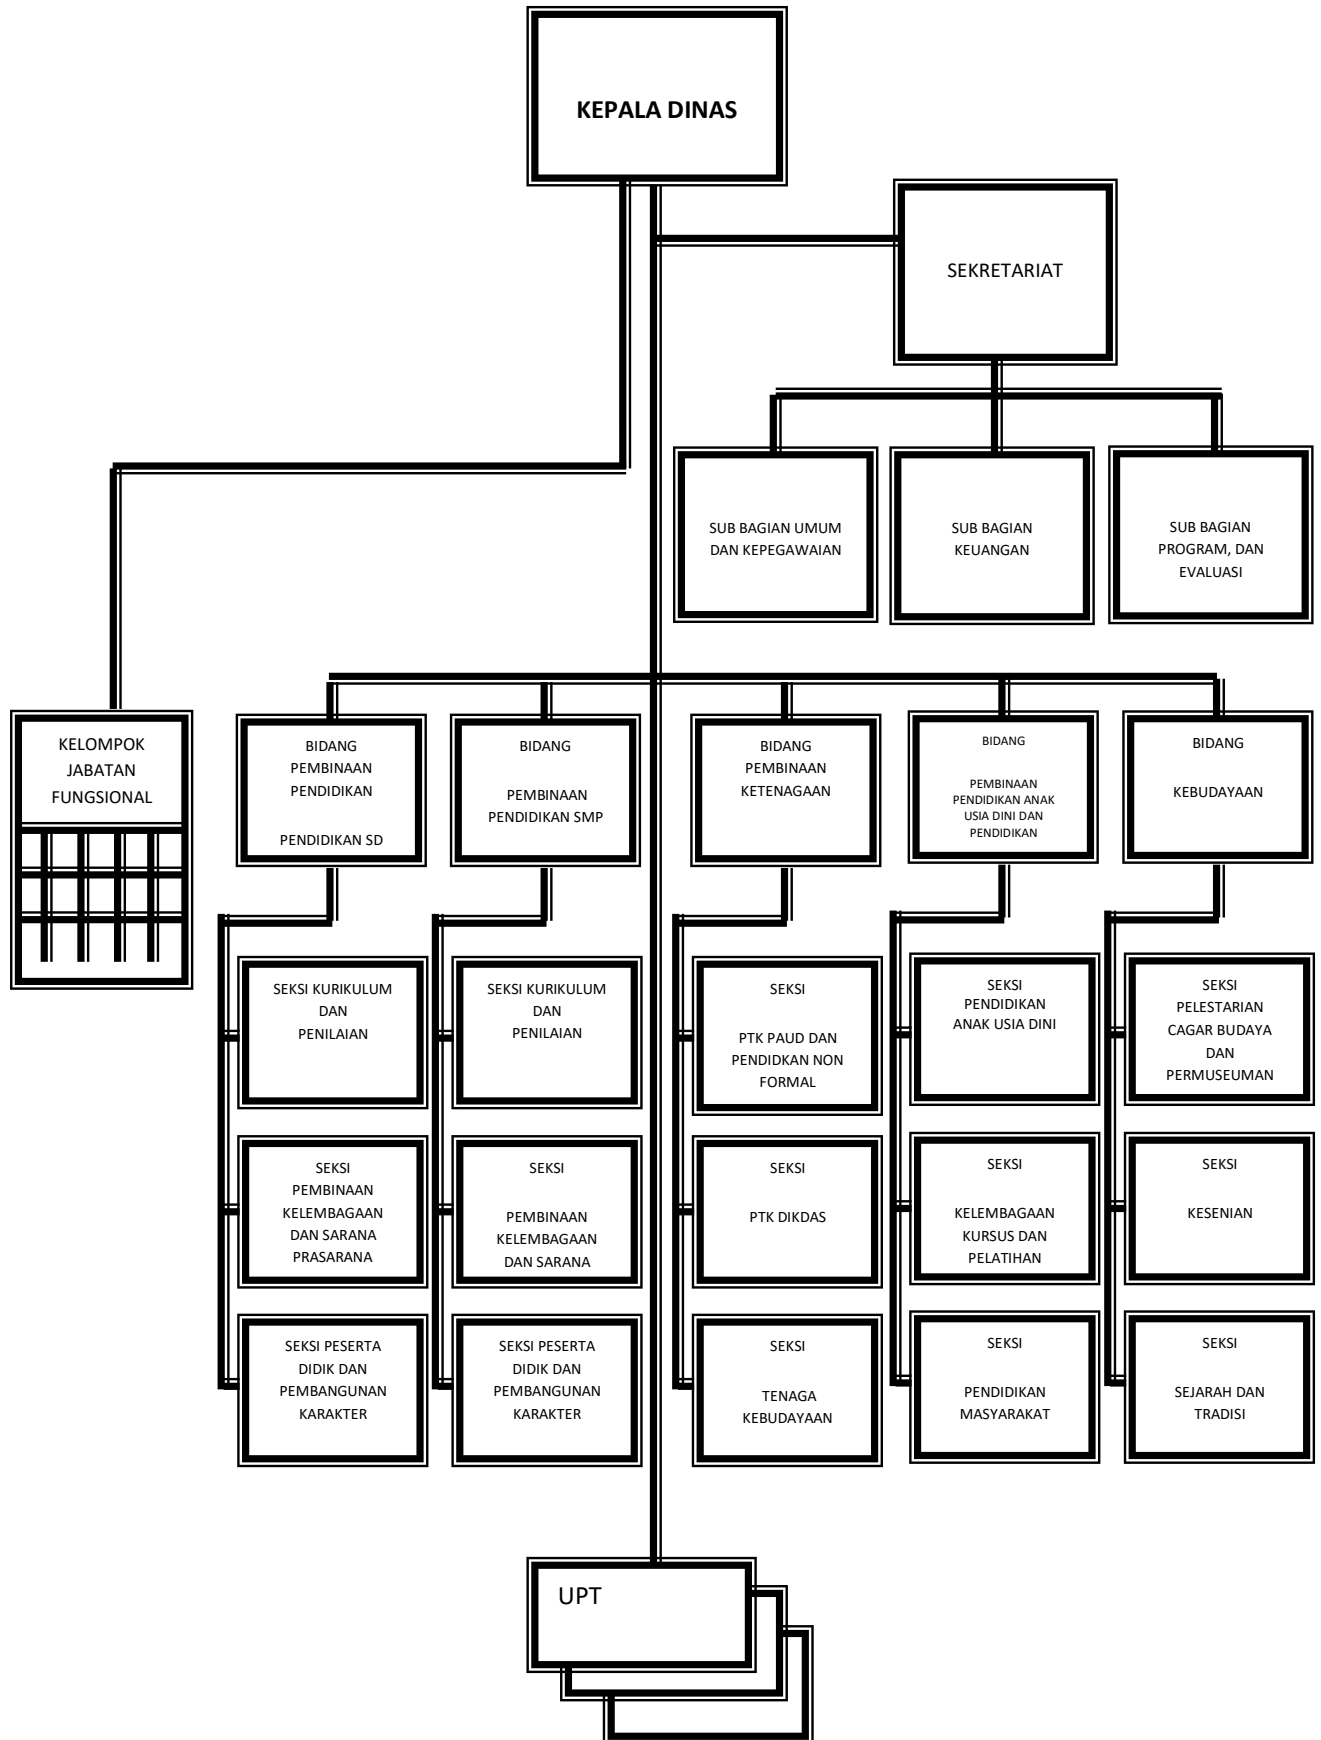 KEPALA DINAS
SEKRETARIAT
SUB BAGIAN UMUM
DAN KEPEGAWAIAN
SUB BAGIAN
KEUANGAN
SUB BAGIAN
PROGRAM, DAN
EVALUASI
KELOMPOK
JABATAN
FUNGSIONAL
BIDANG
PEMBINAAN
PENDIDIKAN
PENDIDIKAN SD
BIDANG
PEMBINAAN
PENDIDIKAN SMP
BIDANG
PEMBINAAN
KETENAGAAN
BIDANG
PEMBINAAN
PENDIDIKAN ANAK
USIA DINI DAN
PENDIDIKAN
BIDANG
KEBUDAYAAN
SEKSI KURIKULUM
DAN
PENILAIAN
SEKSI KURIKULUM
DAN
PENILAIAN
SEKSI
PTK PAUD DAN
PENDIDKAN NON
FORMAL
SEKSI
PENDIDIKAN
ANAK USIA DINI
SEKSI
PELESTARIAN
CAGAR BUDAYA
DAN
PERMUSEUMAN
SEKSI
PEMBINAAN
KELEMBAGAAN
DAN SARANA
PRASARANA
SEKSI
PEMBINAAN
KELEMBAGAAN
DAN SARANA
SEKSI
PTK DIKDAS
SEKSI
KELEMBAGAAN
KURSUS DAN
PELATIHAN
SEKSI
KESENIAN
SEKSI PESERTA
DIDIK DAN
PEMBANGUNAN
KARAKTER
SEKSI PESERTA
DIDIK DAN
PEMBANGUNAN
KARAKTER
SEKSI
TENAGA
KEBUDAYAAN
SEKSI
PENDIDIKAN
MASYARAKAT
SEKSI
SEJARAH DAN
TRADISI
UPT